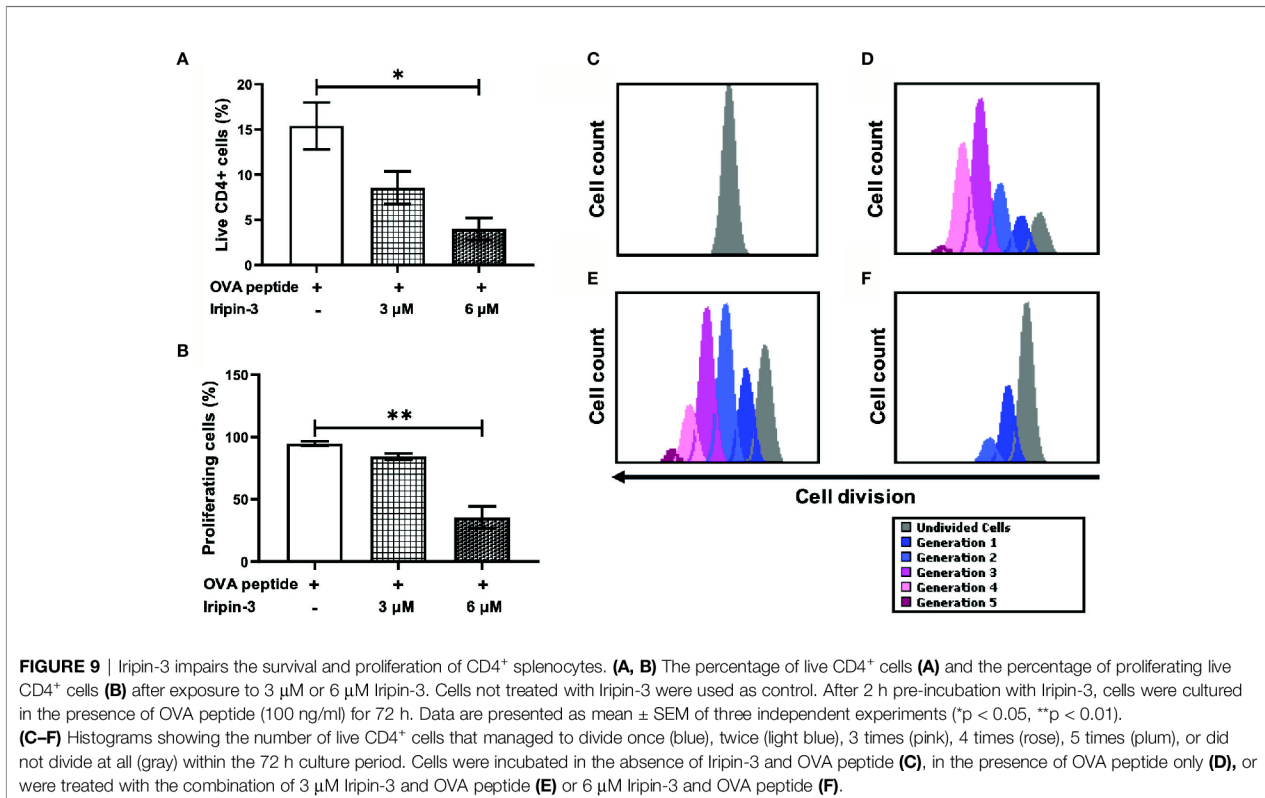 A
*
20
15
10
5
0
Live CD4+ cells (%)
OVA peptide + + +
Iripin-3 - 3 µM 6 µM
B
**
150
100
50
0
Proliferating cells (%)
OVA peptide + + +
Iripin-3 - 3 µM 6 µM
C
Cell count
D
Cell count
E
Cell count
F
Cell count
Cell division
Undivided Cells
Generation 1
Generation 2
Generation 3
Generation 4
Generation 5
FIGURE 9 | Iripin-3 impairs the survival and proliferation of CD4⁺ splenocytes. (A, B) The percentage of live CD4⁺ cells (A) and the percentage of proliferating live
CD4⁺ cells (B) after exposure to 3 µM or 6 µM Iripin-3. Cells not treated with Iripin-3 were used as control. After 2 h pre-incubation with Iripin-3, cells were cultured
in the presence of OVA peptide (100 ng/ml) for 72 h. Data are presented as mean ± SEM of three independent experiments (*p < 0.05, **p < 0.01).
(C–F) Histograms showing the number of live CD4⁺ cells that managed to divide once (blue), twice (light blue), 3 times (pink), 4 times (rose), 5 times (plum), or did
not divide at all (gray) within the 72 h culture period. Cells were incubated in the absence of Iripin-3 and OVA peptide (C), in the presence of OVA peptide only (D), or
were treated with the combination of 3 µM Iripin-3 and OVA peptide (E) or 6 µM Iripin-3 and OVA peptide (F).